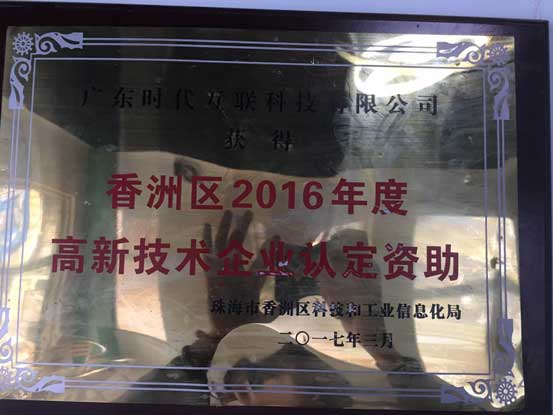 广东时代互联科技有限公司
获得
香洲区2016年度
高新技术企业认定资助
珠海市香洲区科技和工业信息化局
二〇一七年三月